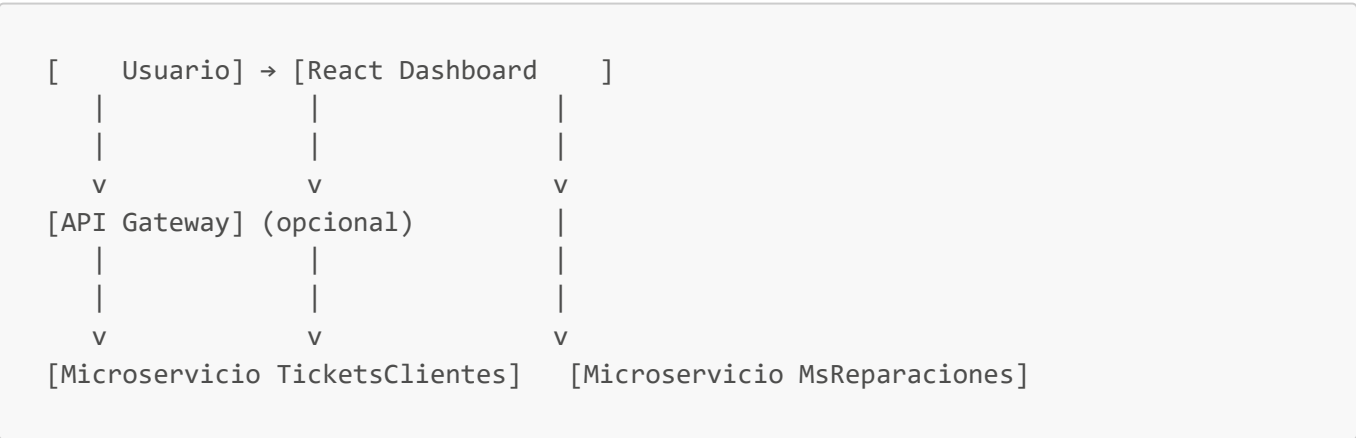 [    Usuario] → [React Dashboard    ]
   |             |               |
   |             |               |
   v             v               v
[API Gateway] (opcional)         |
   |             |               |
   |             |               |
   v             v               v
[Microservicio TicketsClientes]   [Microservicio MsReparaciones]